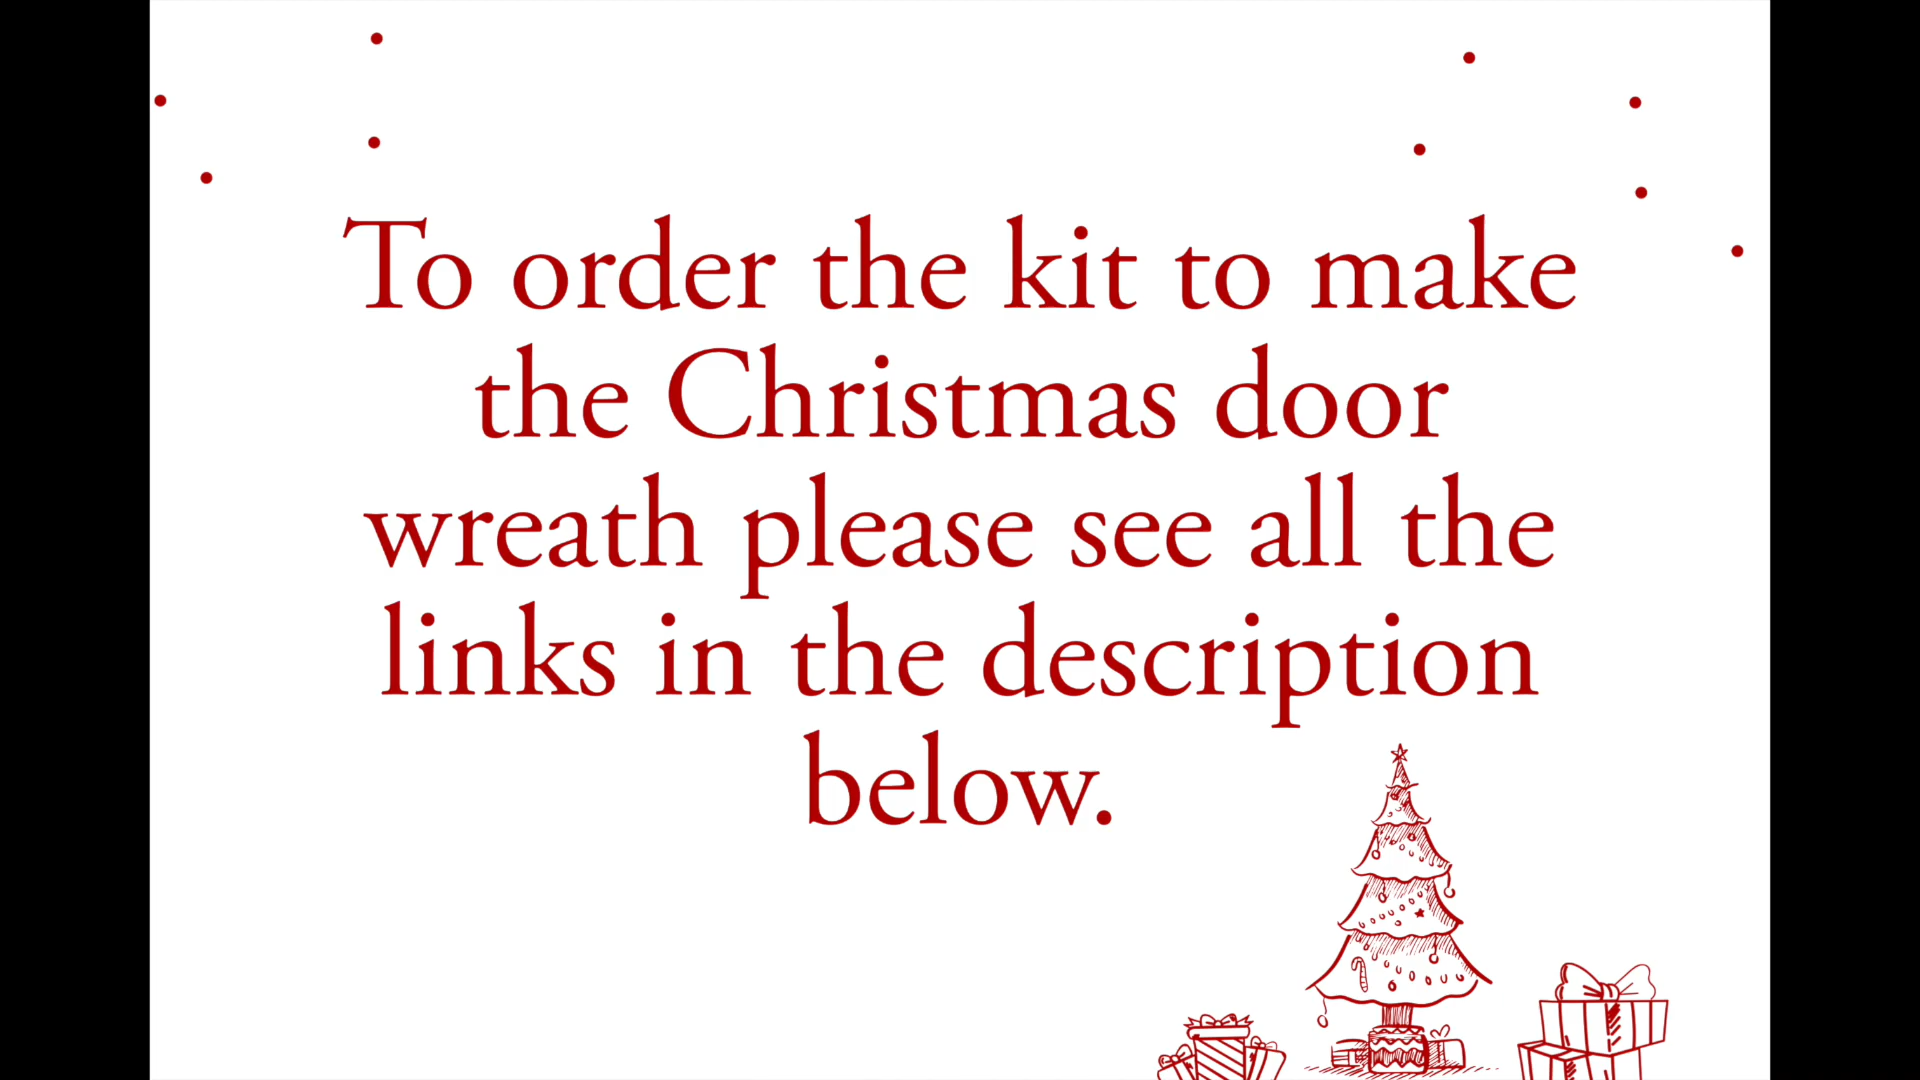 To order the kit to make
the Christmas door
wreath please see all the
links in the description
below.